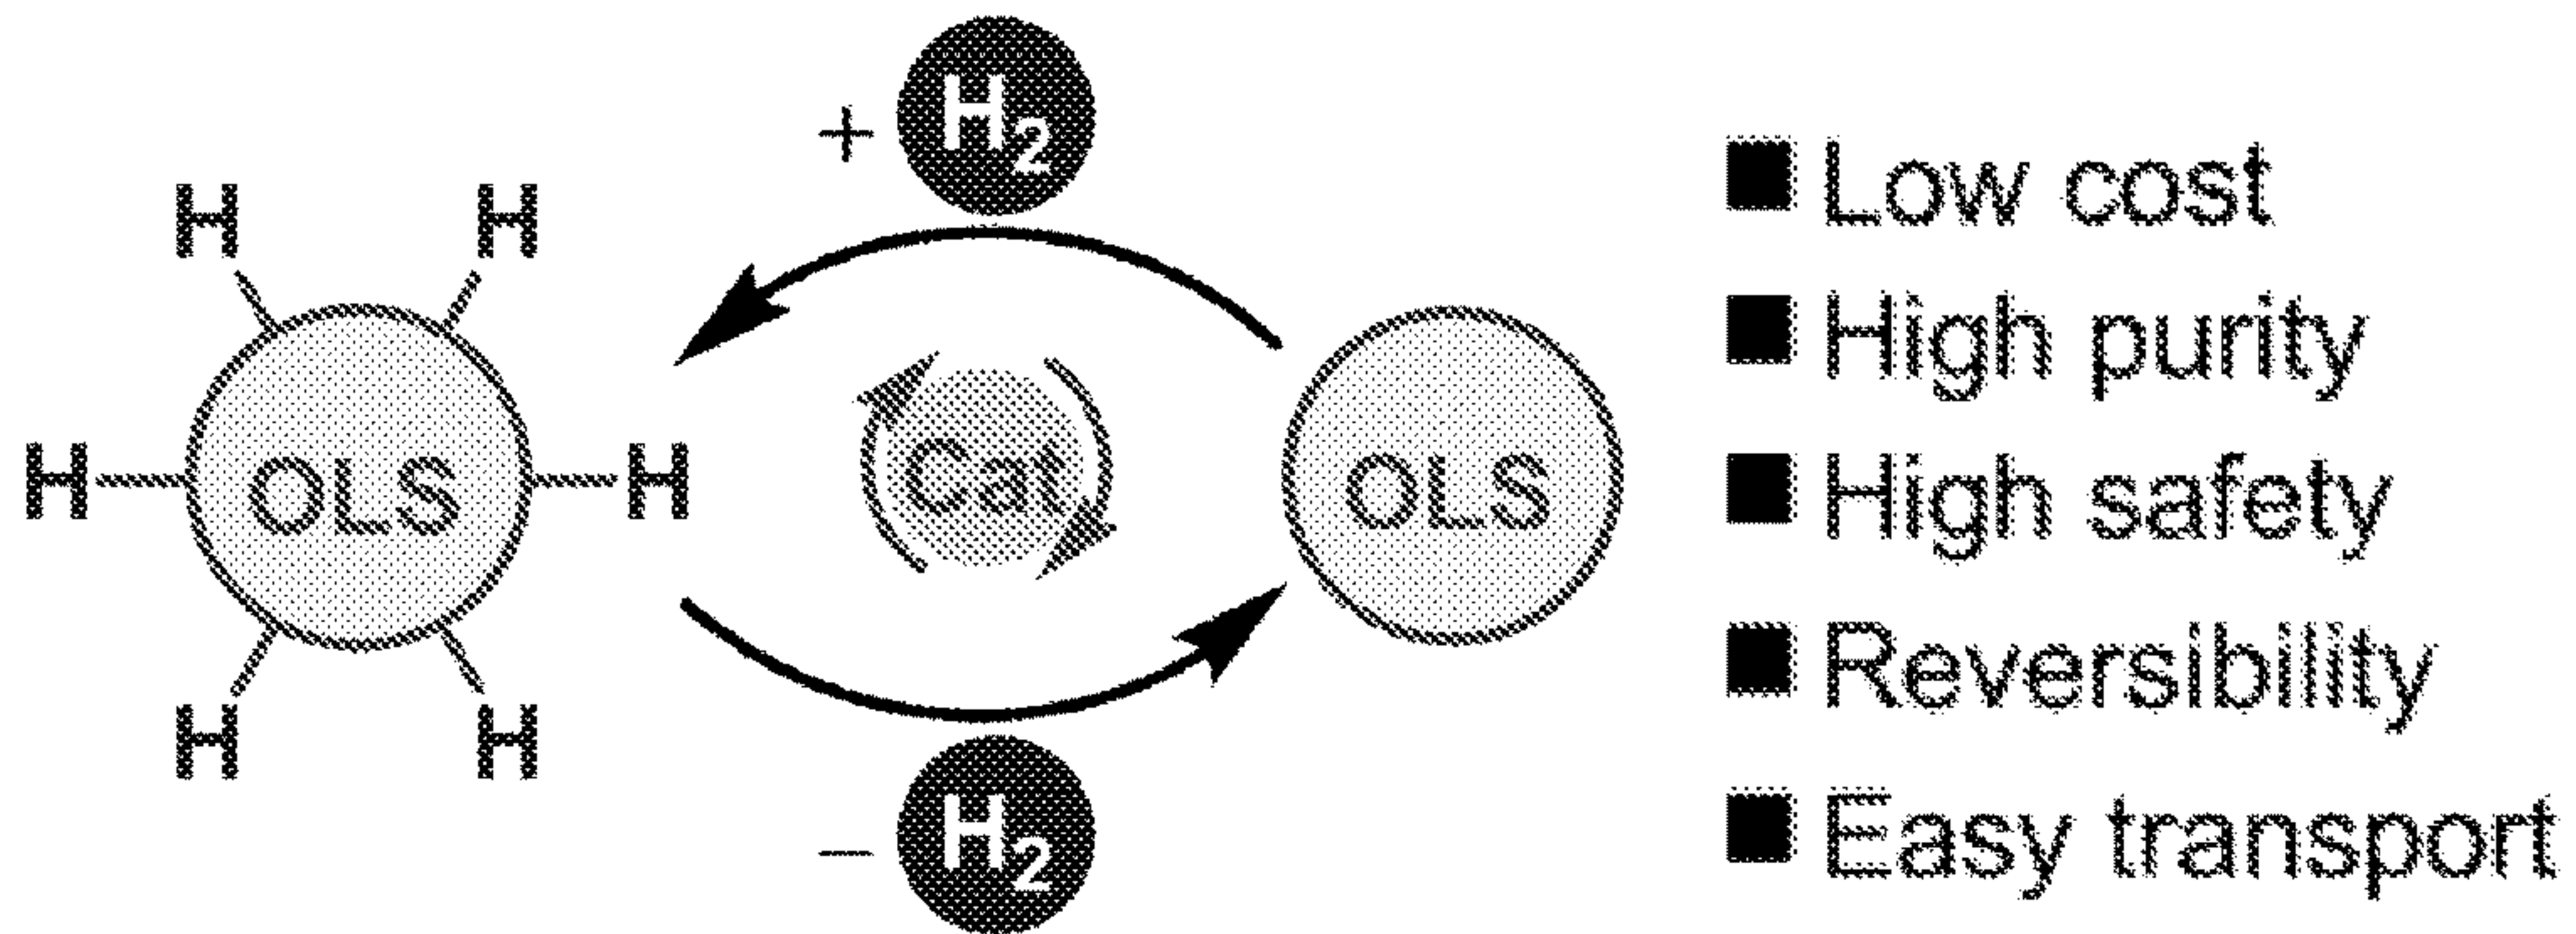 + H2
H H
H OLS H
Cat
OLS
H H
− H2
■ Low cost
■ High purity
■ High safety
■ Reversibility
■ Easy transport